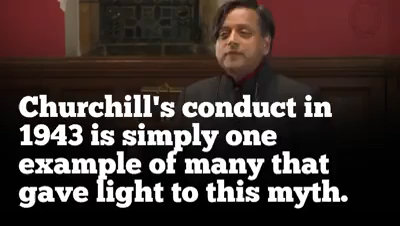 Churchill's conduct in
1943 is simply one
example of many that
gave light to this myth.